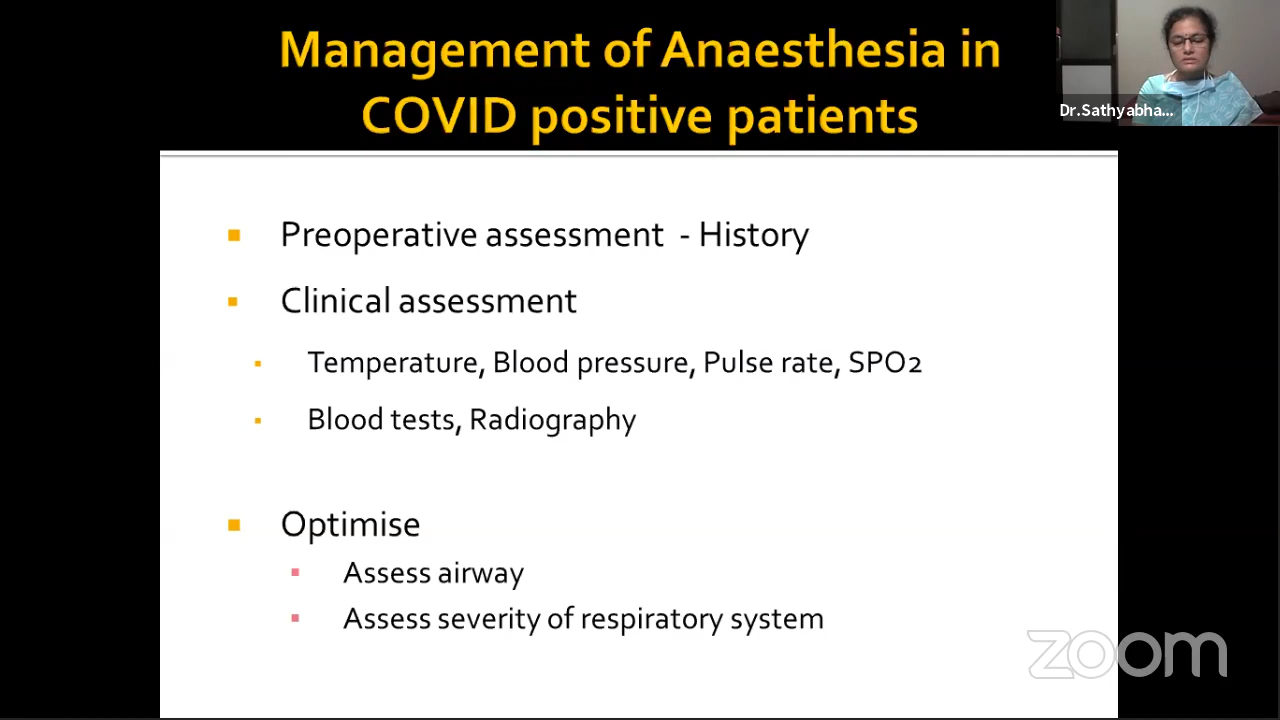 Management of Anaesthesia in
COVID positive patients
Dr.Sathyabha...
Preoperative assessment - History
Clinical assessment
Temperature, Blood pressure, Pulse rate, SPO2
Blood tests, Radiography
Optimise
Assess airway
Assess severity of respiratory system
zoom